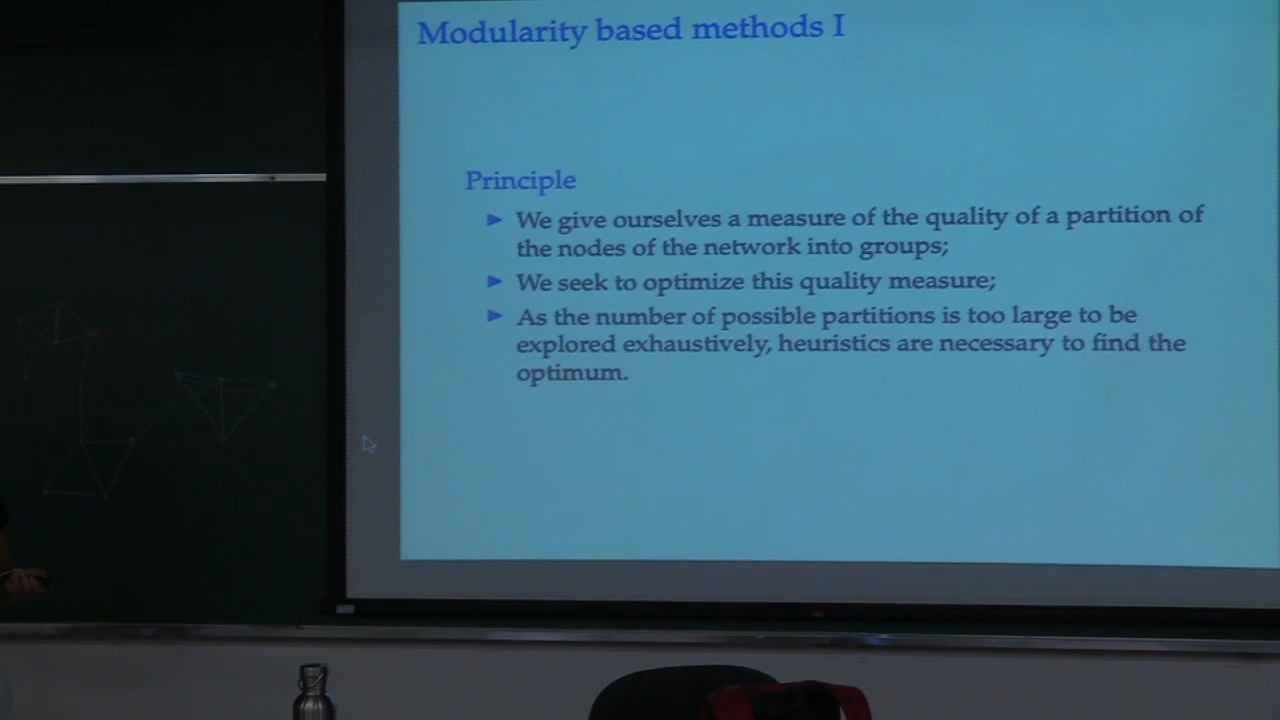 Modularity based methods I
Principle
We give ourselves a measure of the quality of a partition of
the nodes of the network into groups;
We seek to optimize this quality measure;
As the number of possible partitions is too large to be
explored exhaustively, heuristics are necessary to find the
optimum.